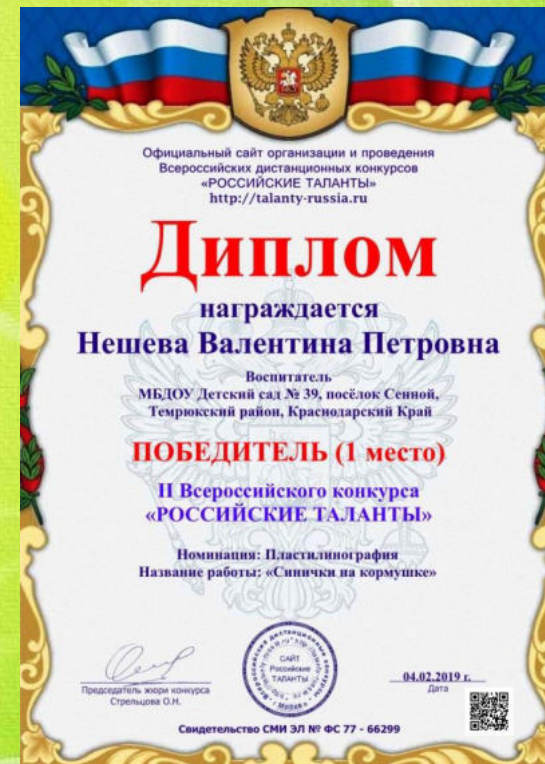 Официальный сайт организации и проведения
Всероссийских дистанционных конкурсов
«РОССИЙСКИЕ ТАЛАНТЫ»
http://talanty-russia.ru
Диплом
награждается
Нешева Валентина Петровна
Воспитатель
МБДОУ Детский сад № 39, посёлок Сенной,
Темрюкский район, Краснодарский Край
ПОБЕДИТЕЛЬ (1 место)
II Всероссийского конкурса
«РОССИЙСКИЕ ТАЛАНТЫ»
Номинация: Пластилинография
Название работы: «Синички на кормушке»
Председатель жюри конкурса
Стрельцова О.Н.
САЙТ
Российские
ТАЛАНТЫ
04.02.2019 г.
Дата
Свидетельство СМИ ЭЛ № ФС 77 - 66299